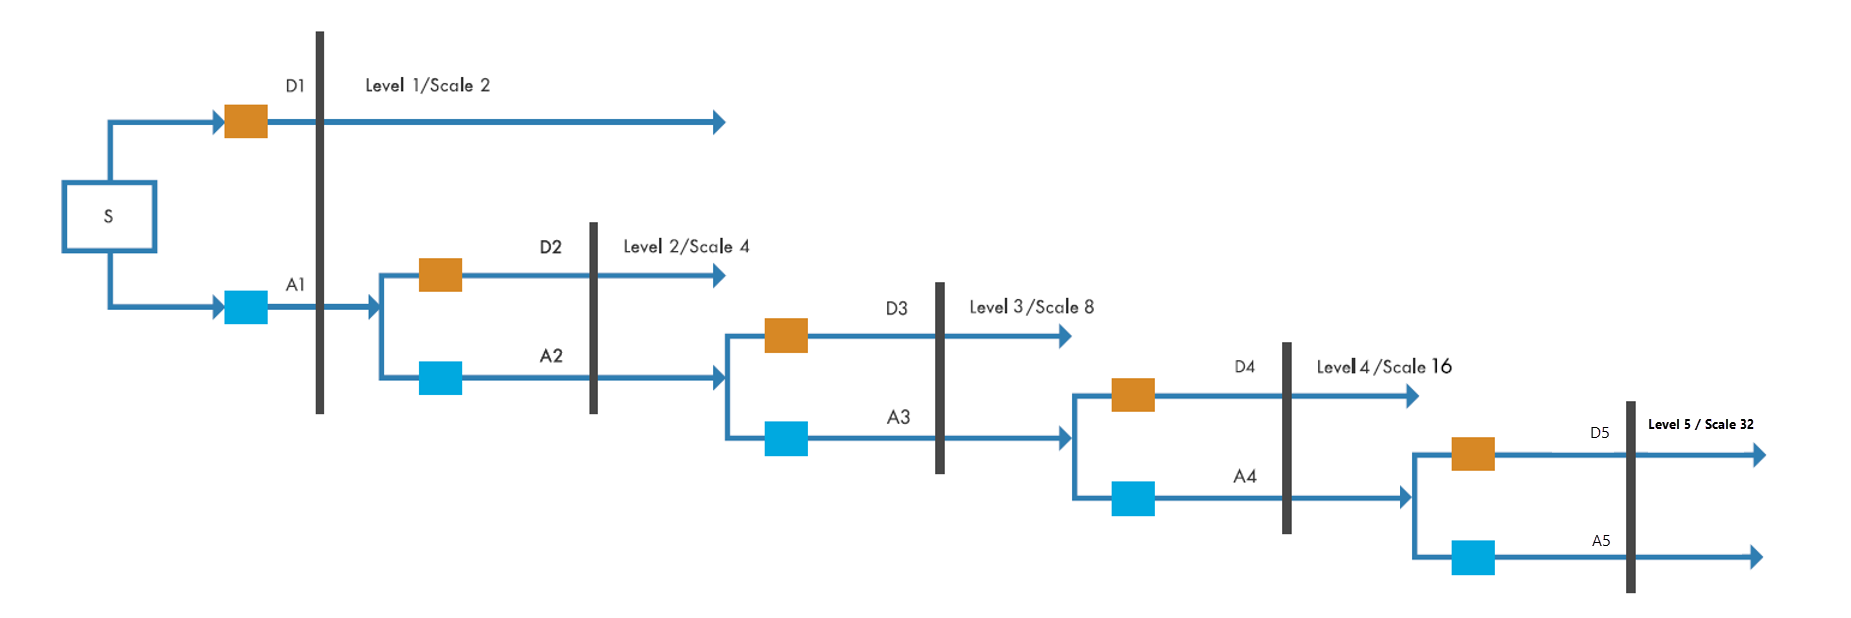 D1
Level 1/Scale 2
S
A1
D2
Level 2/Scale 4
A2
D3
Level 3/Scale 8
A3
D4
Level 4/Scale 16
A4
D5
Level 5 / Scale 32
A5